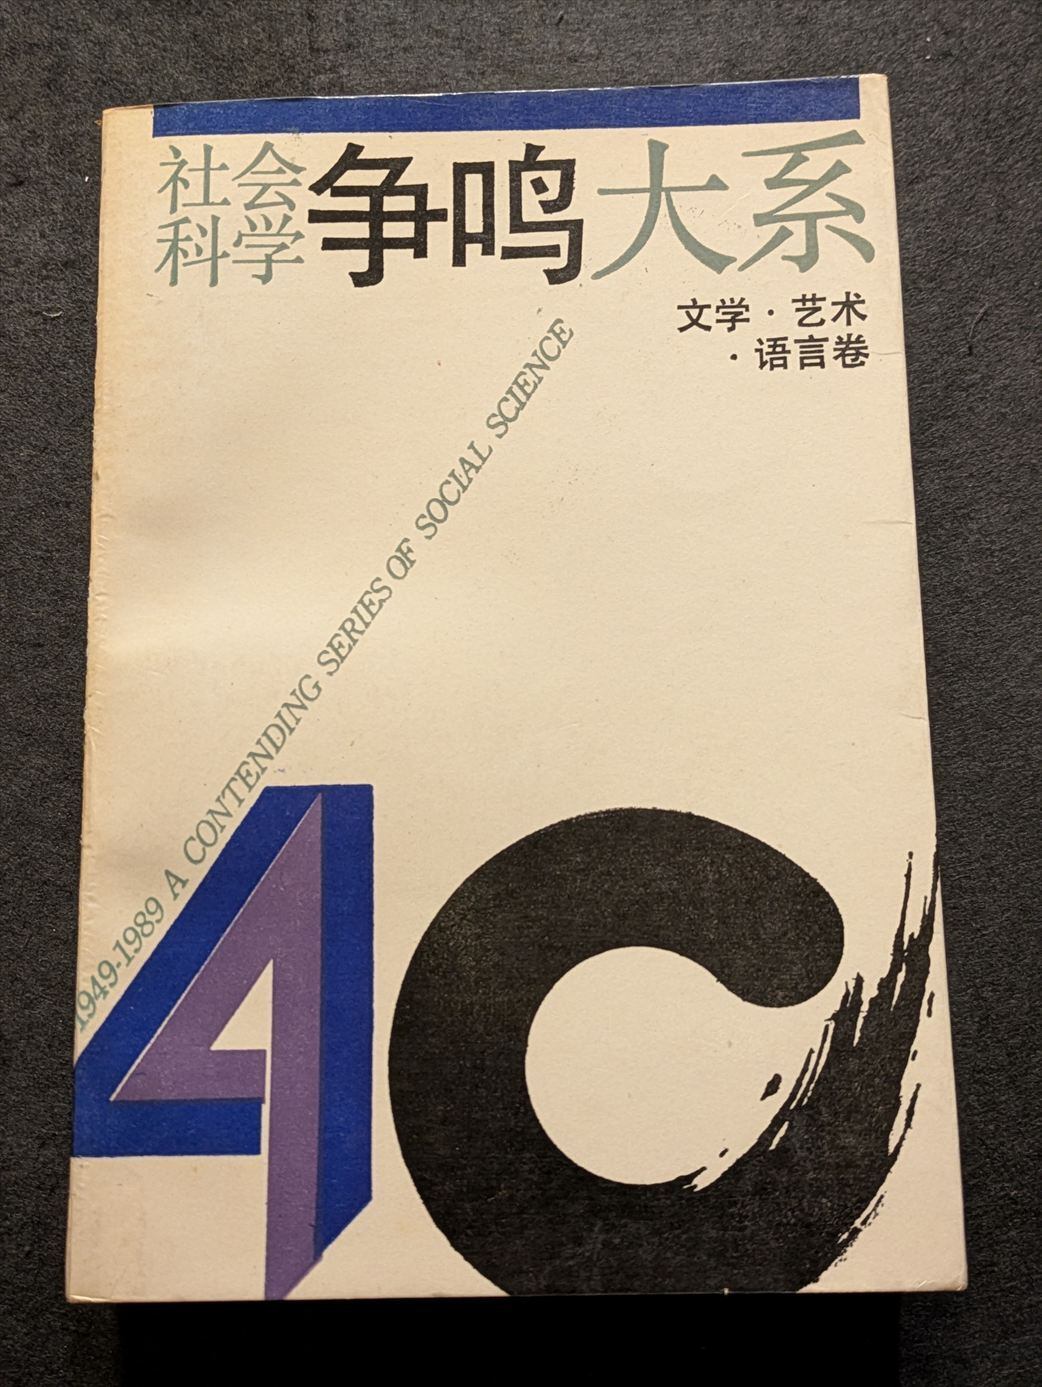 社会科学争鸣大系
文学·艺术
·语言卷
1949-1989 A CONTENDING SERIES OF SOCIAL SCIENCE
40